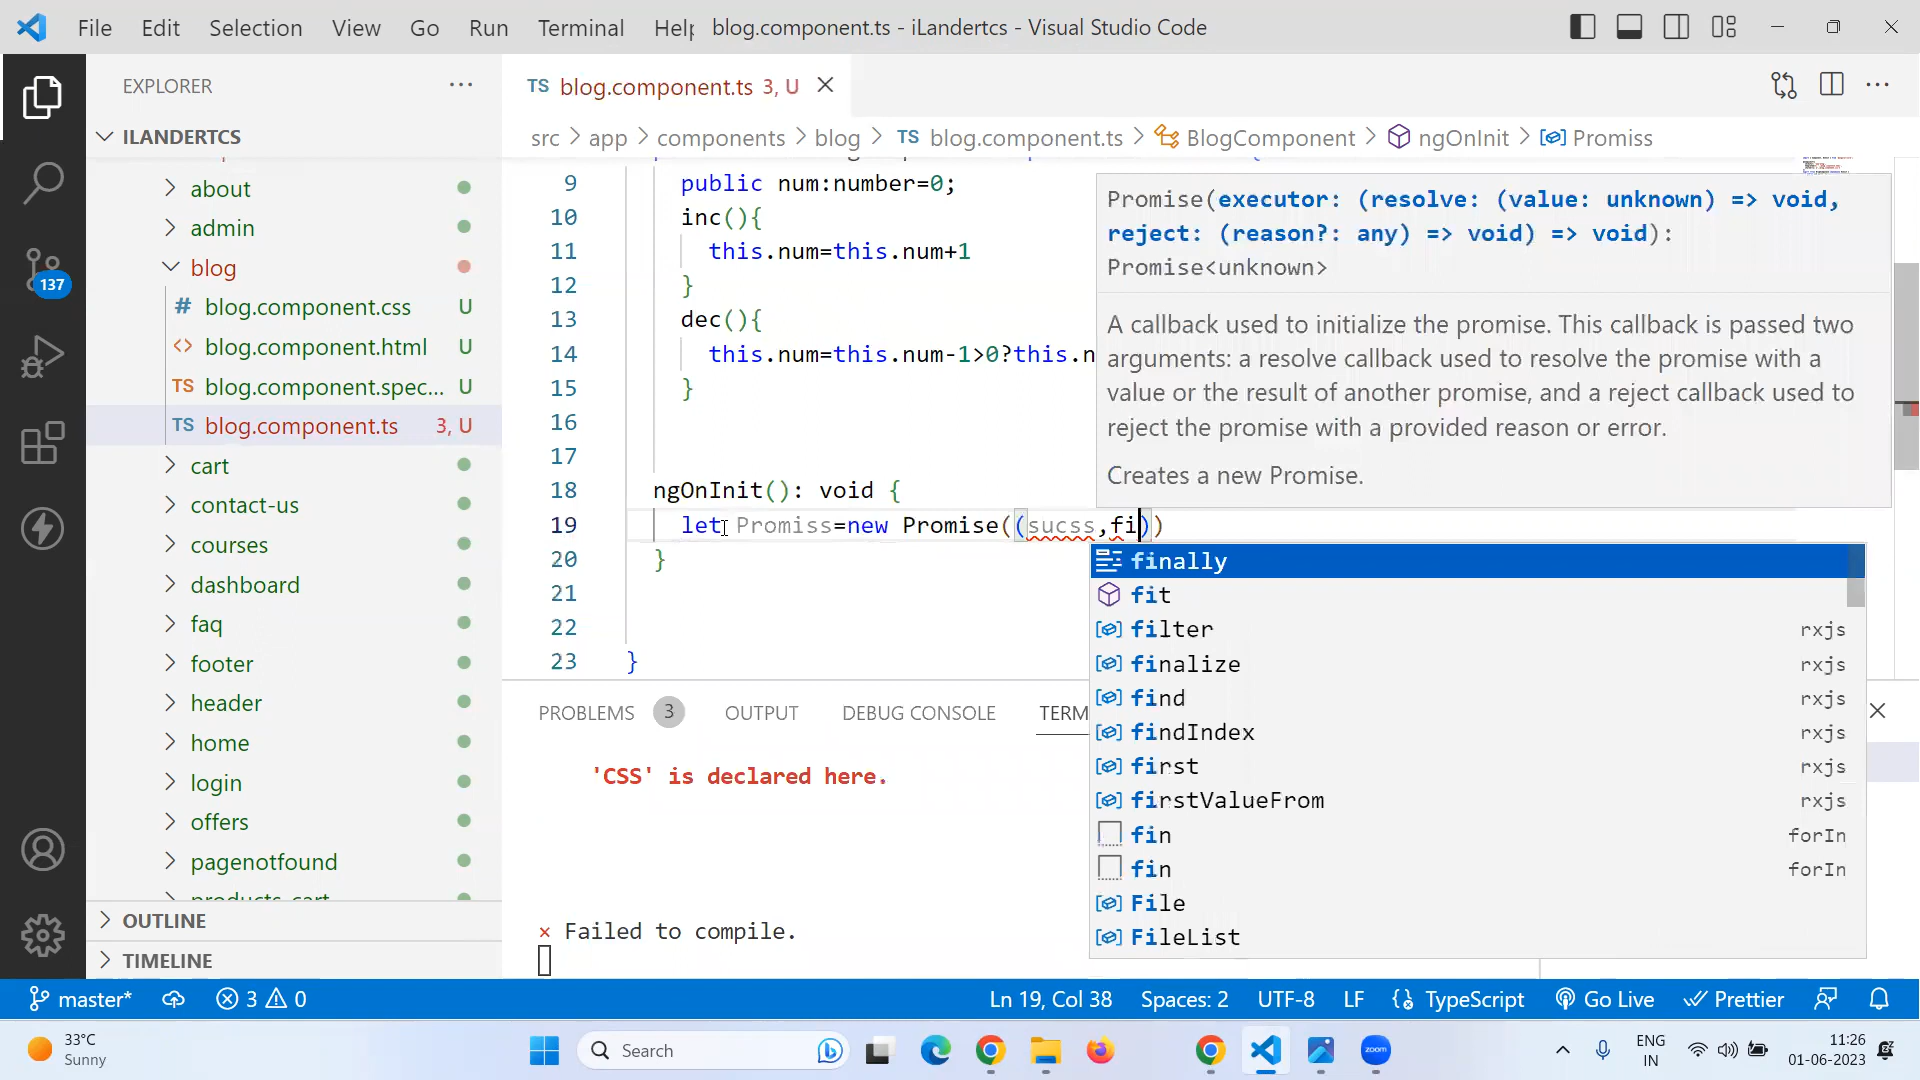 File Edit Selection View Go Run Terminal Help blog.component.ts - iLandertcs - Visual Studio Code
EXPLORER
TS blog.component.ts 3, U
ILANDERTCS
src > app > components > blog > TS blog.component.ts > BlogComponent > ngOnInit > Promiss
about
admin
blog
# blog.component.css U
<> blog.component.html U
TS blog.component.spec... U
TS blog.component.ts 3, U
cart
contact-us
courses
dashboard
faq
footer
header
home
login
offers
pagenotfound
OUTLINE
TIMELINE
137
9 public num:number=0;
10 inc(){
11 this.num=this.num+1
12 }
13 dec(){
14 this.num=this.num-1>0?this.n
15 }
16
17
18 ngOnInit(): void {
19 let Promiss=new Promise((sucss,fi))
20 }
21
22
23 }
Promise(executor: (resolve: (value: unknown) => void,
reject: (reason?: any) => void) => void):
Promise<unknown>
A callback used to initialize the promise. This callback is passed two
arguments: a resolve callback used to resolve the promise with a
value or the result of another promise, and a reject callback used to
reject the promise with a provided reason or error.
Creates a new Promise.
finally
fit
filter rxjs
finalize rxjs
find rxjs
findIndex rxjs
first rxjs
firstValueFrom rxjs
fin forIn
fin forIn
File
FileList
PROBLEMS 3 OUTPUT DEBUG CONSOLE TERM
'CSS' is declared here.
× Failed to compile.
master* 3 0 Ln 19, Col 38 Spaces: 2 UTF-8 LF TypeScript Go Live Prettier
33°C
Sunny
Search
zoom
ENG
IN
11:26
01-06-2023